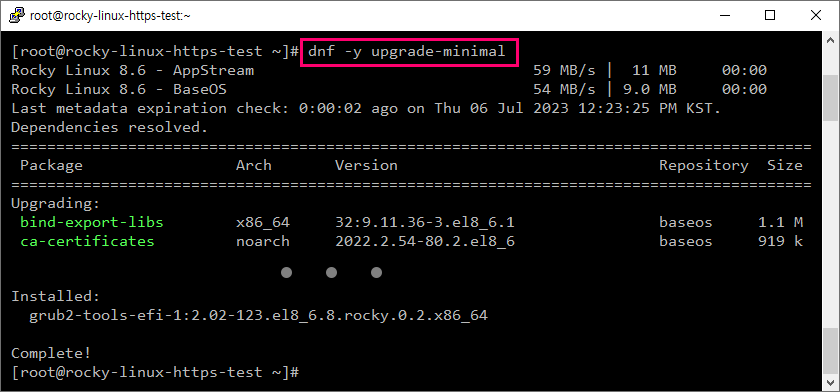 root@rocky-linux-https-test:~
[root@rocky-linux-https-test ~]# dnf -y upgrade-minimal
Rocky Linux 8.6 - AppStream                               59 MB/s |  11 MB     00:00
Rocky Linux 8.6 - BaseOS                                  54 MB/s | 9.0 MB     00:00
Last metadata expiration check: 0:00:02 ago on Thu 06 Jul 2023 12:23:25 PM KST.
Dependencies resolved.
================================================================================
 Package                 Arch       Version                    Repository  Size
================================================================================
Upgrading:
 bind-export-libs        x86_64     32:9.11.36-3.el8_6.1       baseos     1.1 M
 ca-certificates         noarch     2022.2.54-80.2.el8_6       baseos     919 k
Installed:
  grub2-tools-efi-1:2.02-123.el8_6.8.rocky.0.2.x86_64
Complete!
[root@rocky-linux-https-test ~]#